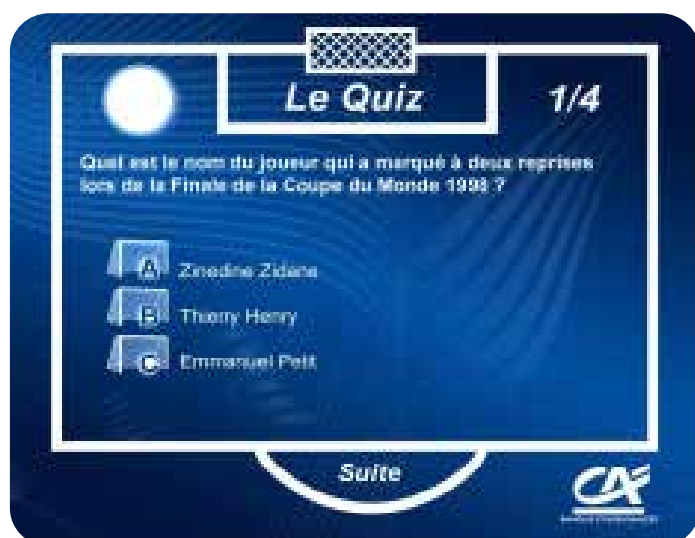 Le Quiz
1/4
Quel est le nom du joueur qui a marqué à deux reprises
lors de la Finale de la Coupe du Monde 1998 ?
A Zinedine Zidane
B Thierry Henry
C Emmanuel Petit
Suite
CA